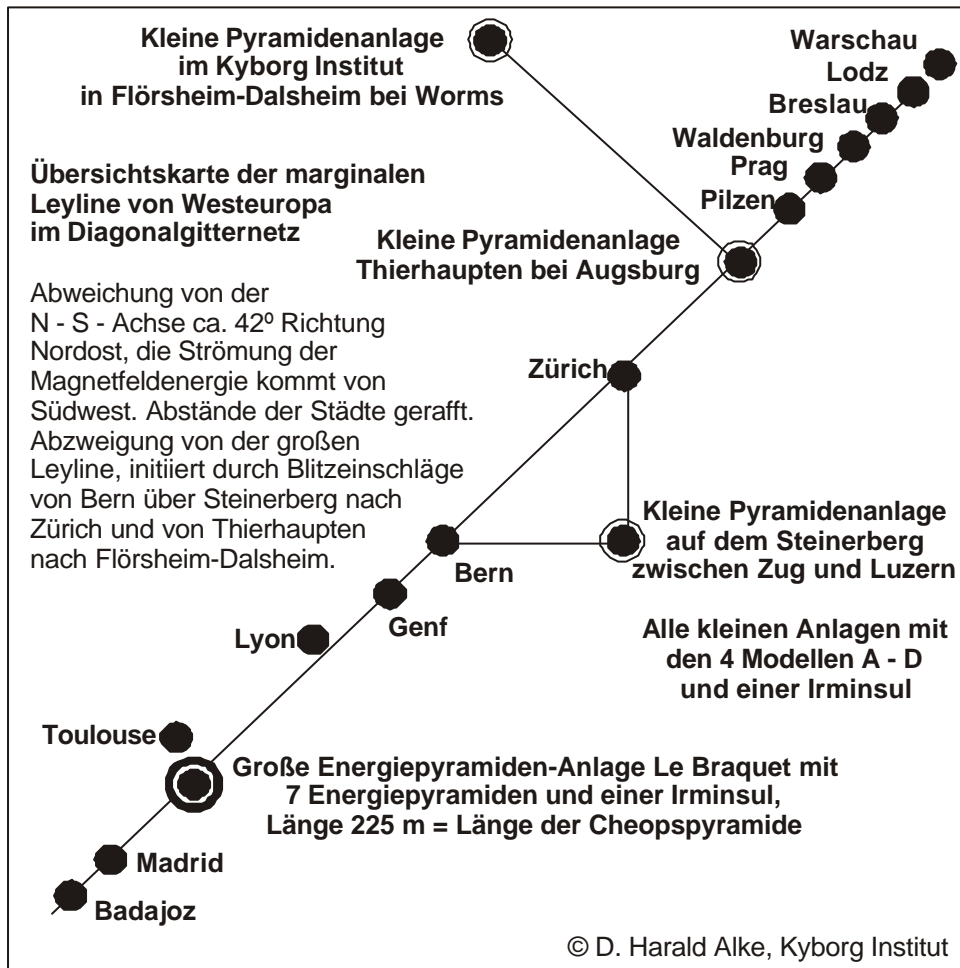 Kleine Pyramidenanlage
im Kyborg Institut
in Flörsheim-Dalsheim bei Worms
Warschau
Lodz
Breslau
Waldenburg
Prag
Pilzen
Übersichtskarte der marginalen
Leyline von Westeuropa
im Diagonalgitternetz
Kleine Pyramidenanlage
Thierhaupten bei Augsburg
Abweichung von der
N - S - Achse ca. 42º Richtung
Nordost, die Strömung der
Magnetfeldenergie kommt von
Südwest. Abstände der Städte gerafft.
Abzweigung von der großen
Leyline, initiiert durch Blitzeinschläge
von Bern über Steinerberg nach
Zürich und von Thierhaupten
nach Flörsheim-Dalsheim.
Zürich
Kleine Pyramidenanlage
auf dem Steinerberg
zwischen Zug und Luzern
Bern
Genf
Lyon
Alle kleinen Anlagen mit
den 4 Modellen A - D
und einer Irminsul
Toulouse
Große Energiepyramiden-Anlage Le Braquet mit
7 Energiepyramiden und einer Irminsul,
Länge 225 m = Länge der Cheopspyramide
Madrid
Badajoz
© D. Harald Alke, Kyborg Institut